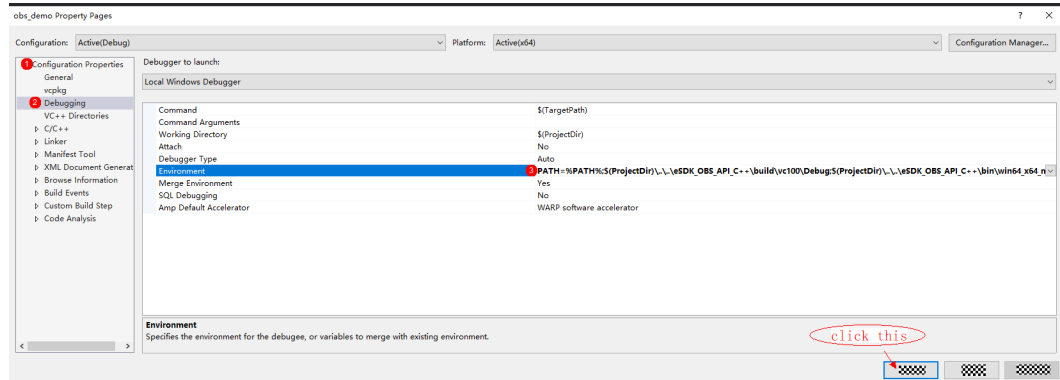 obs_demo Property Pages
? ×
Configuration: Active(Debug) Platform: Active(x64) Configuration Manager...
1 Configuration Properties
General
vcpkg
2 Debugging
VC++ Directories
C/C++
Linker
Manifest Tool
XML Document Generat
Browse Information
Build Events
Custom Build Step
Code Analysis
Debugger to launch:
Local Windows Debugger
Command $(TargetPath)
Command Arguments
Working Directory $(ProjectDir)
Attach No
Debugger Type Auto
Environment 3 PATH=%PATH%;$(ProjectDir)\..\..\eSDK_OBS_API_C++\build\vc100\Debug;$(ProjectDir)\..\..\eSDK_OBS_API_C++\bin\win64_x64_n
Merge Environment Yes
SQL Debugging No
Amp Default Accelerator WARP software accelerator
Environment
Specifies the environment for the debugee, or variables to merge with existing environment.
click this